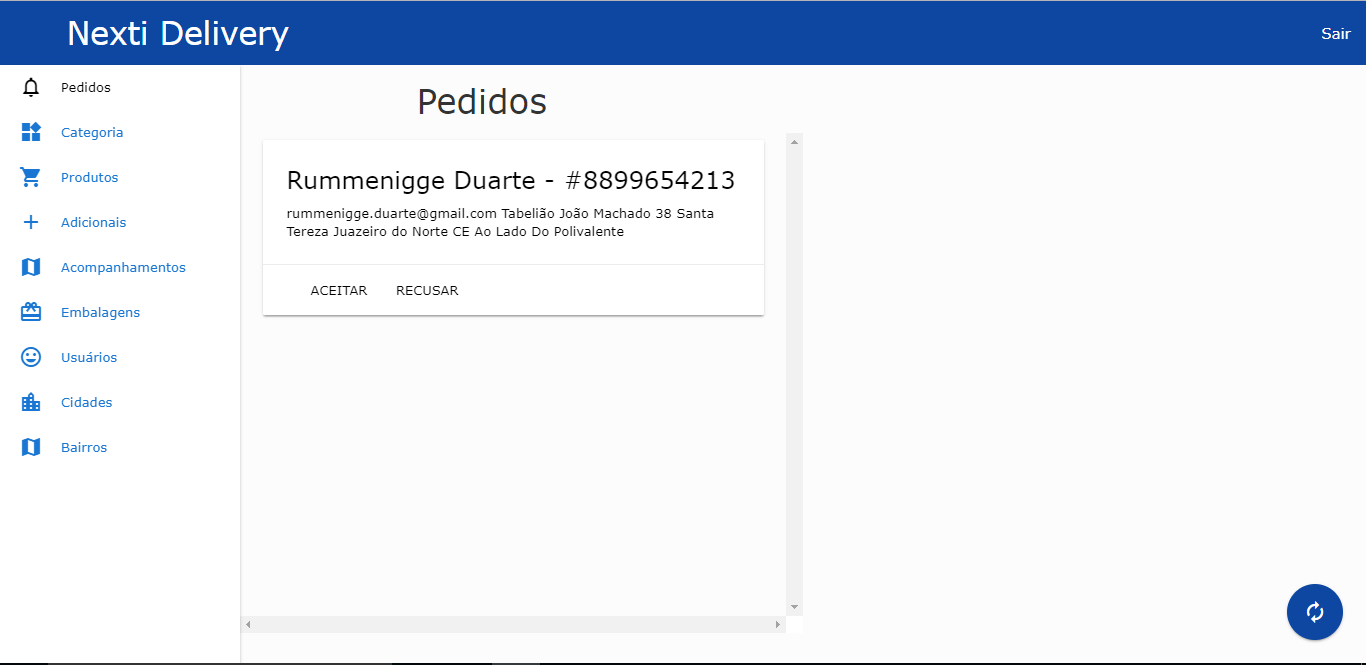 Nexti Delivery
Sair
Pedidos
Categoria
Produtos
Adicionais
Acompanhamentos
Embalagens
Usuários
Cidades
Bairros
Pedidos
Rummenigge Duarte - #8899654213
rummenigge.duarte@gmail.com Tabelião João Machado 38 Santa
Tereza Juazeiro do Norte CE Ao Lado Do Polivalente
ACEITAR RECUSAR